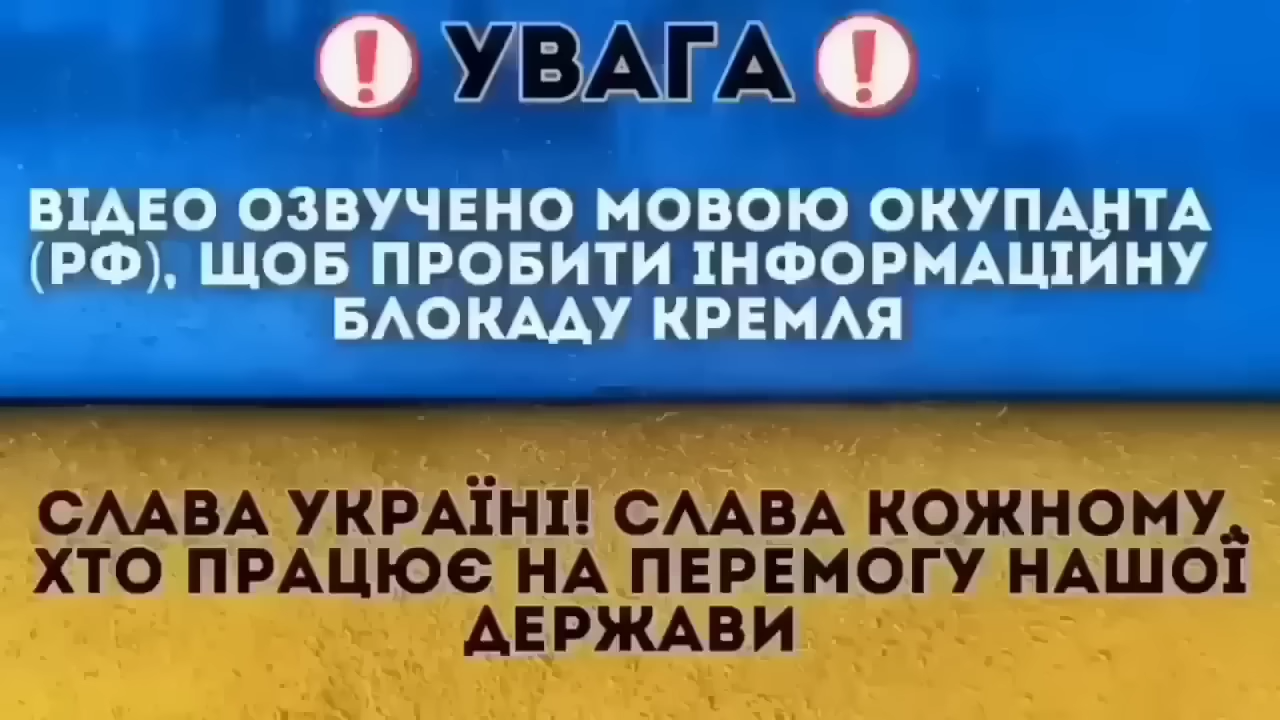 ❗ УВАГА ❗
ВІДЕО ОЗВУЧЕНО МОВОЮ ОКУПАНТА
(РФ), ЩОБ ПРОБИТИ ІНФОРМАЦІЙНУ
БЛОКАДУ КРЕМЛЯ
СЛАВА УКРАЇНІ! СЛАВА КОЖНОМУ,
ХТО ПРАЦЮЄ НА ПЕРЕМОГУ НАШОЇ
ДЕРЖАВИ